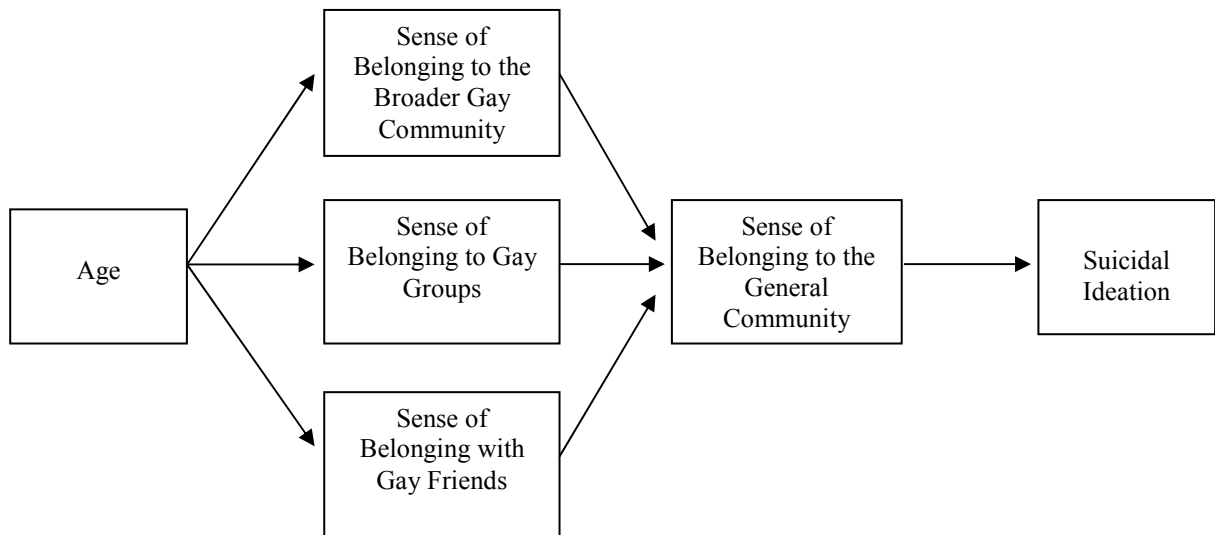 Age
Sense of
Belonging to the
Broader Gay
Community
Sense of
Belonging to Gay
Groups
Sense of
Belonging with
Gay Friends
Sense of
Belonging to the
General
Community
Suicidal
Ideation